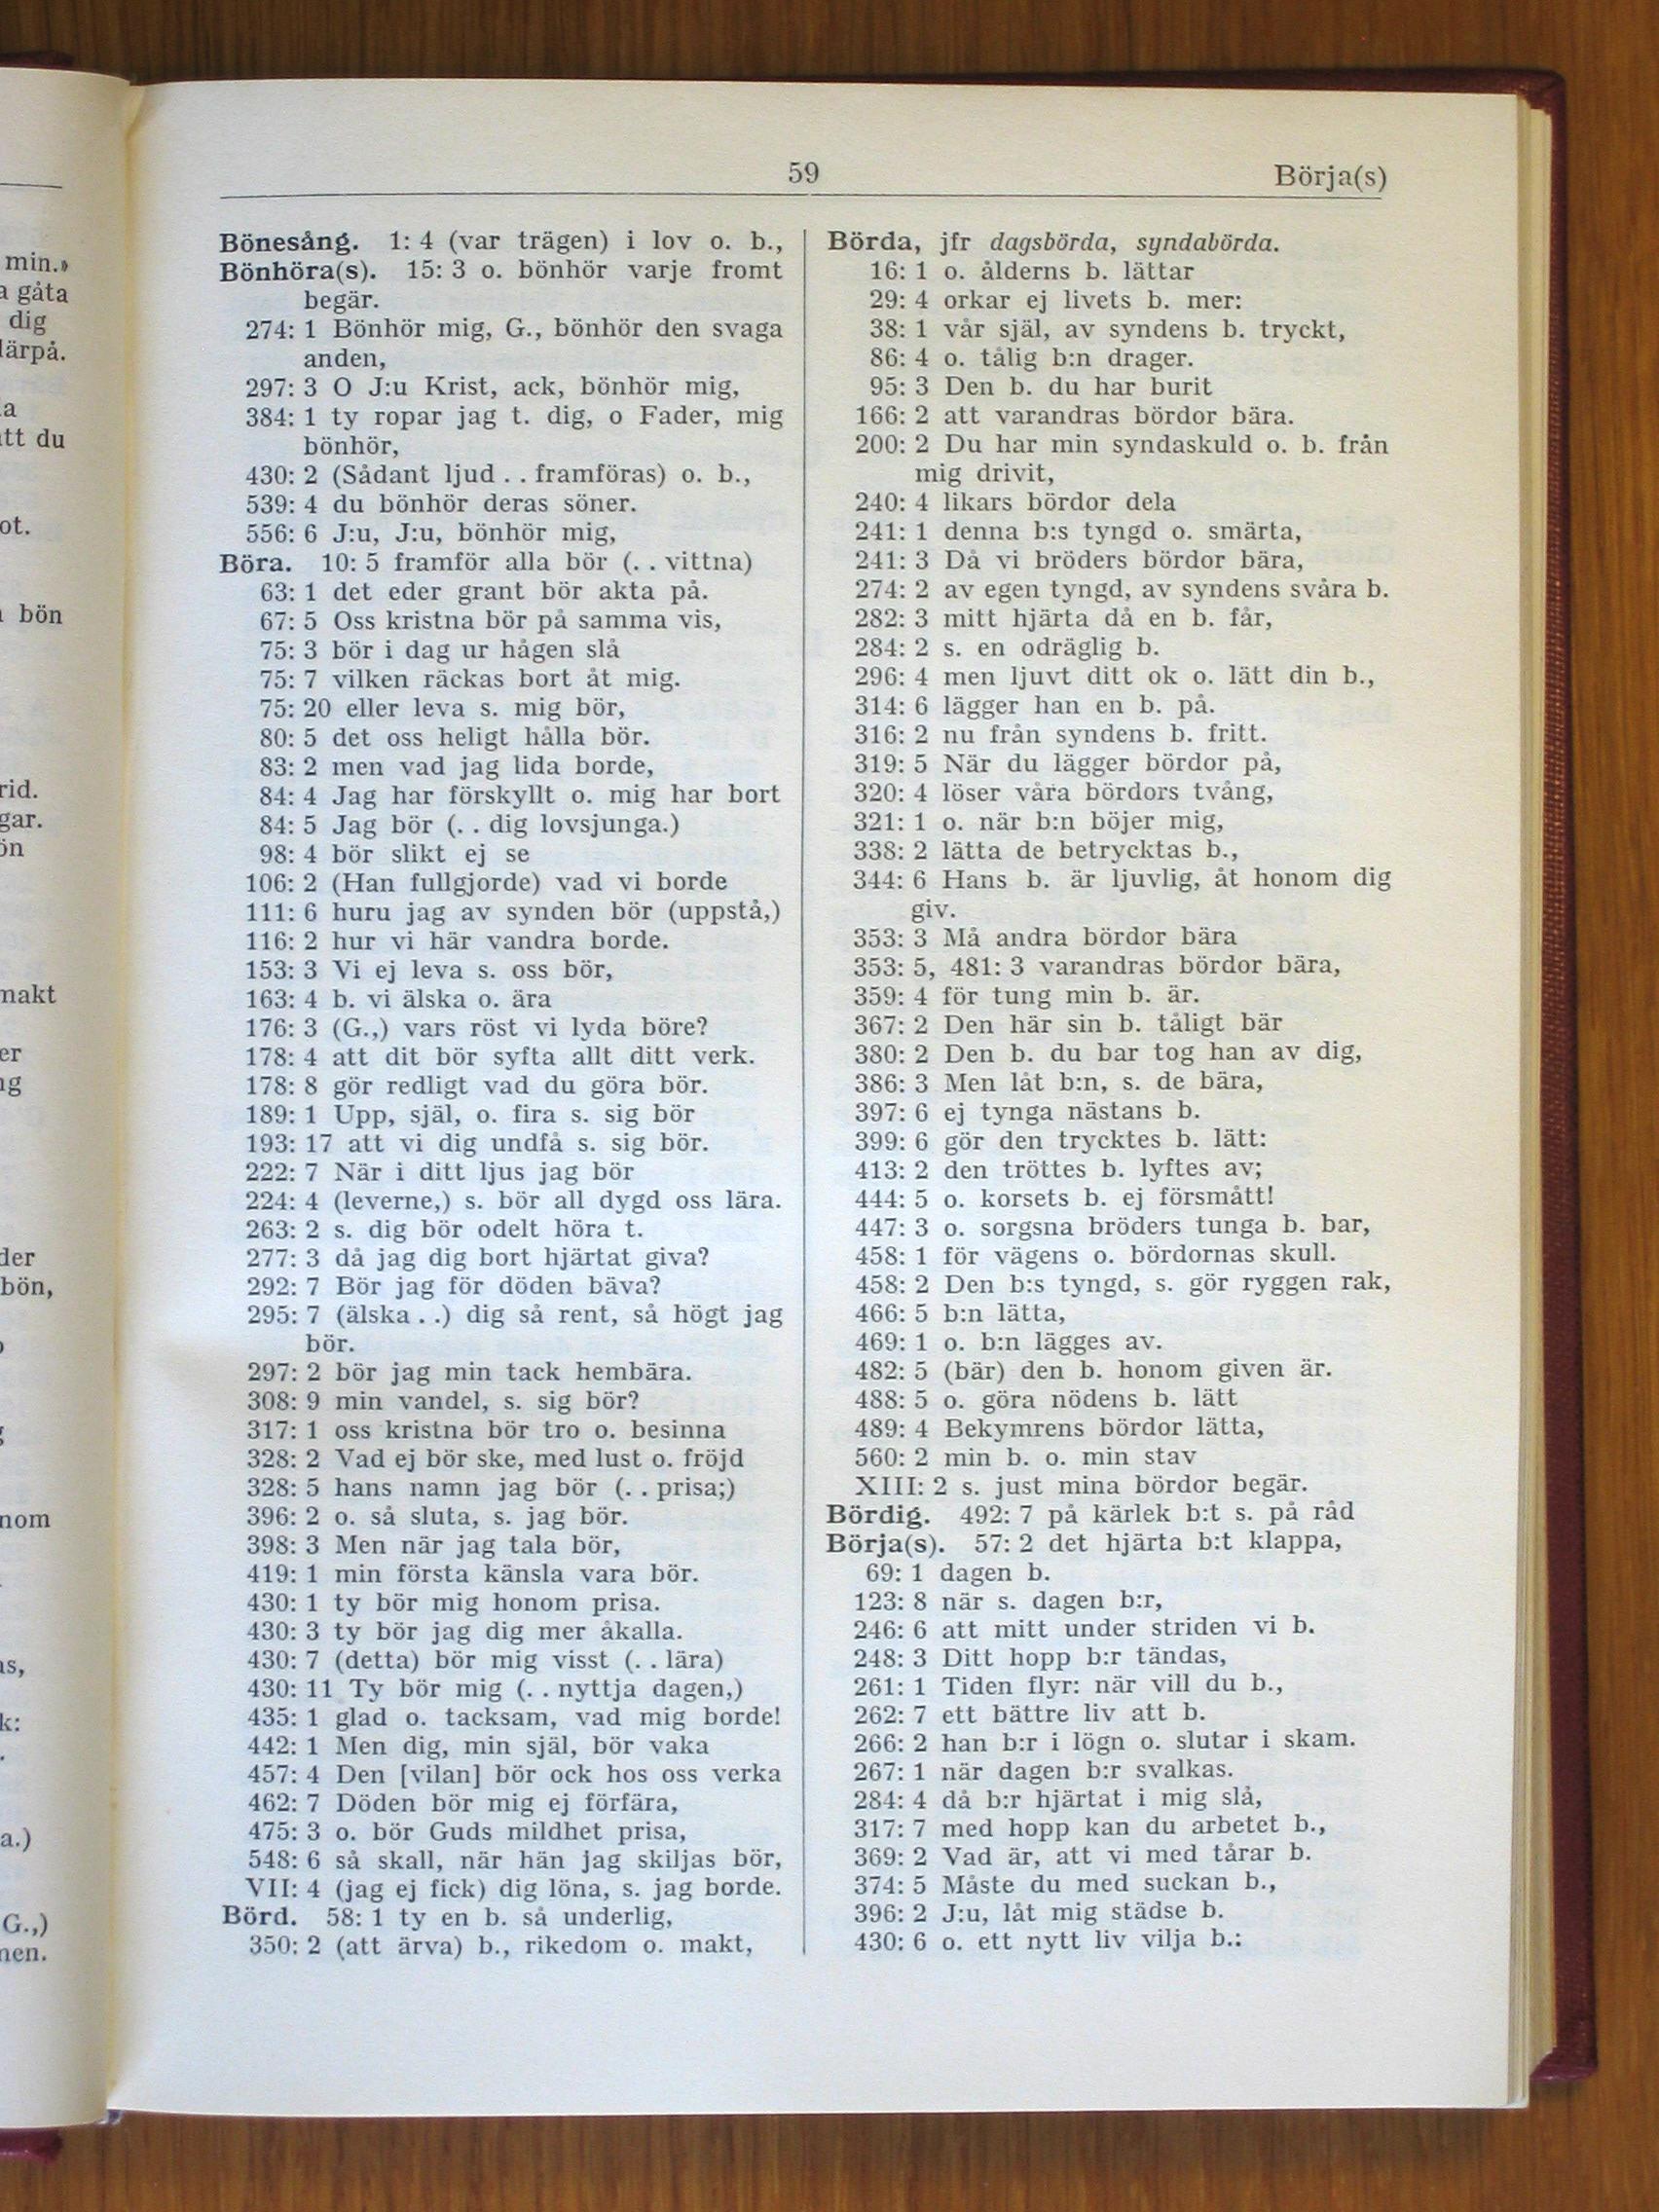 59
Börja(s)
min.»
a gåta
dig
därpå.
att du
bön
makt
bön,
Bönesång. 1: 4 (var trägen) i lov o. b.,
Bönhöra(s). 15: 3 o. bönhör varje fromt
begär.
274: 1 Bönhör mig, G., bönhör den svaga
anden,
297: 3 O J:u Krist, ack, bönhör mig,
384: 1 ty ropar jag t. dig, o Fader, mig
bönhör,
430: 2 (Sådant ljud . . framföras) o. b.,
539: 4 du bönhör deras söner.
556: 6 J:u, J:u, bönhör mig,
Böra. 10: 5 framför alla bör (. . vittna)
63: 1 det eder grant bör akta på.
67: 5 Oss kristna bör på samma vis,
75: 3 bör i dag ur hågen slå
75: 7 vilken räckas bort åt mig.
75: 20 eller leva s. mig bör,
80: 5 det oss heligt hålla bör.
83: 2 men vad jag lida borde,
84: 4 Jag har förskyllt o. mig har bort
84: 5 Jag bör (. . dig lovsjunga.)
98: 4 bör slikt ej se
106: 2 (Han fullgjorde) vad vi borde
111: 6 huru jag av synden bör (uppstå,)
116: 2 hur vi här vandra borde.
153: 3 Vi ej leva s. oss bör,
163: 4 b. vi älska o. ära
176: 3 (G.,) vars röst vi lyda böre?
178: 4 att dit bör syfta allt ditt verk.
178: 8 gör redligt vad du göra bör.
189: 1 Upp, själ, o. fira s. sig bör
193: 17 att vi dig undfå s. sig bör.
222: 7 När i ditt ljus jag bör
224: 4 (leverne,) s. bör all dygd oss lära.
263: 2 s. dig bör odelt höra t.
277: 3 då jag dig bort hjärtat giva?
292: 7 Bör jag för döden bäva?
295: 7 (älska . .) dig så rent, så högt jag
bör.
297: 2 bör jag min tack hembära.
308: 9 min vandel, s. sig bör?
317: 1 oss kristna bör tro o. besinna
328: 2 Vad ej bör ske, med lust o. fröjd
328: 5 hans namn jag bör (. . prisa;)
396: 2 o. så sluta, s. jag bör.
398: 3 Men när jag tala bör,
419: 1 min första känsla vara bör.
430: 1 ty bör mig honom prisa.
430: 3 ty bör jag dig mer åkalla.
430: 7 (detta) bör mig visst (. . lära)
430: 11 Ty bör mig (. . nyttja dagen,)
435: 1 glad o. tacksam, vad mig borde!
442: 1 Men dig, min själ, bör vaka
457: 4 Den [vilan] bör ock hos oss verka
462: 7 Döden bör mig ej förfära,
475: 3 o. bör Guds mildhet prisa,
548: 6 så skall, när hän jag skiljas bör,
VII: 4 (jag ej fick) dig löna, s. jag borde.
Börd. 58: 1 ty en b. så underlig,
350: 2 (att ärva) b., rikedom o. makt,
Börda, jfr dagsbörda, syndabörda.
16: 1 o. ålderns b. lättar
29: 4 orkar ej livets b. mer:
38: 1 vår själ, av syndens b. tryckt,
86: 4 o. tålig b:n drager.
95: 3 Den b. du har burit
166: 2 att varandras bördor bära.
200: 2 Du har min syndaskuld o. b. från
mig drivit,
240: 4 likars bördor dela
241: 1 denna b:s tyngd o. smärta,
241: 3 Då vi bröders bördor bära,
274: 2 av egen tyngd, av syndens svåra b.
282: 3 mitt hjärta då en b. får,
284: 2 s. en odräglig b.
296: 4 men ljuvt ditt ok o. lätt din b.,
314: 6 lägger han en b. på.
316: 2 nu från syndens b. fritt.
319: 5 När du lägger bördor på,
320: 4 löser våra bördors tvång,
321: 1 o. när b:n böjer mig,
338: 2 lätta de betrycktas b.,
344: 6 Hans b. är ljuvlig, åt honom dig
giv.
353: 3 Må andra bördor bära
353: 5, 481: 3 varandras bördor bära,
359: 4 för tung min b. är.
367: 2 Den här sin b. tåligt bär
380: 2 Den b. du bar tog han av dig,
386: 3 Men låt b:n, s. de bära,
397: 6 ej tynga nästans b.
399: 6 gör den trycktes b. lätt:
413: 2 den tröttes b. lyftes av;
444: 5 o. korsets b. ej försmått!
447: 3 o. sorgsna bröders tunga b. bar,
458: 1 för vägens o. bördornas skull.
458: 2 Den b:s tyngd, s. gör ryggen rak,
466: 5 b:n lätta,
469: 1 o. b:n lägges av.
482: 5 (bär) den b. honom given är.
488: 5 o. göra nödens b. lätt
489: 4 Bekymrens bördor lätta,
560: 2 min b. o. min stav
XIII: 2 s. just mina bördor begär.
Bördig. 492: 7 på kärlek b:t s. på råd
Börja(s). 57: 2 det hjärta b:t klappa,
69: 1 dagen b.
123: 8 när s. dagen b:r,
246: 6 att mitt under striden vi b.
248: 3 Ditt hopp b:r tändas,
261: 1 Tiden flyr: när vill du b.,
262: 7 ett bättre liv att b.
266: 2 han b:r i lögn o. slutar i skam.
267: 1 när dagen b:r svalkas.
284: 4 då b:r hjärtat i mig slå,
317: 7 med hopp kan du arbetet b.,
369: 2 Vad är, att vi med tårar b.
374: 5 Måste du med suckan b.,
396: 2 J:u, låt mig städse b.
430: 6 o. ett nytt liv vilja b.: